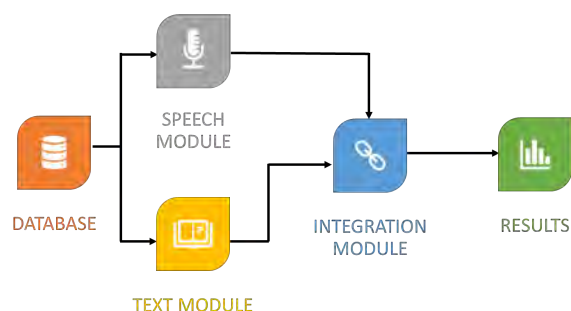 SPEECH
MODULE
DATABASE
INTEGRATION
MODULE
RESULTS
TEXT MODULE